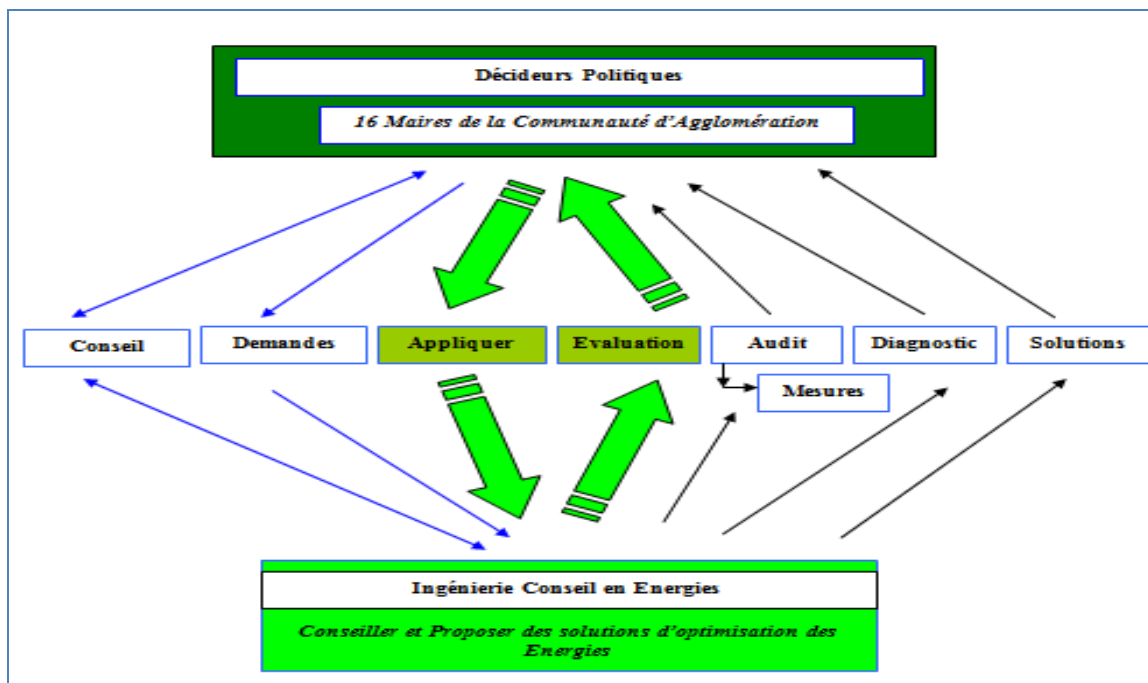 Décideurs Politiques
16 Maires de la Communauté d'Agglomération
Conseil
Demandes
Appliquer
Evaluation
Audit
Diagnostic
Solutions
Mesures
Ingénierie Conseil en Energies
Conseiller et Proposer des solutions d'optimisation des
Energies